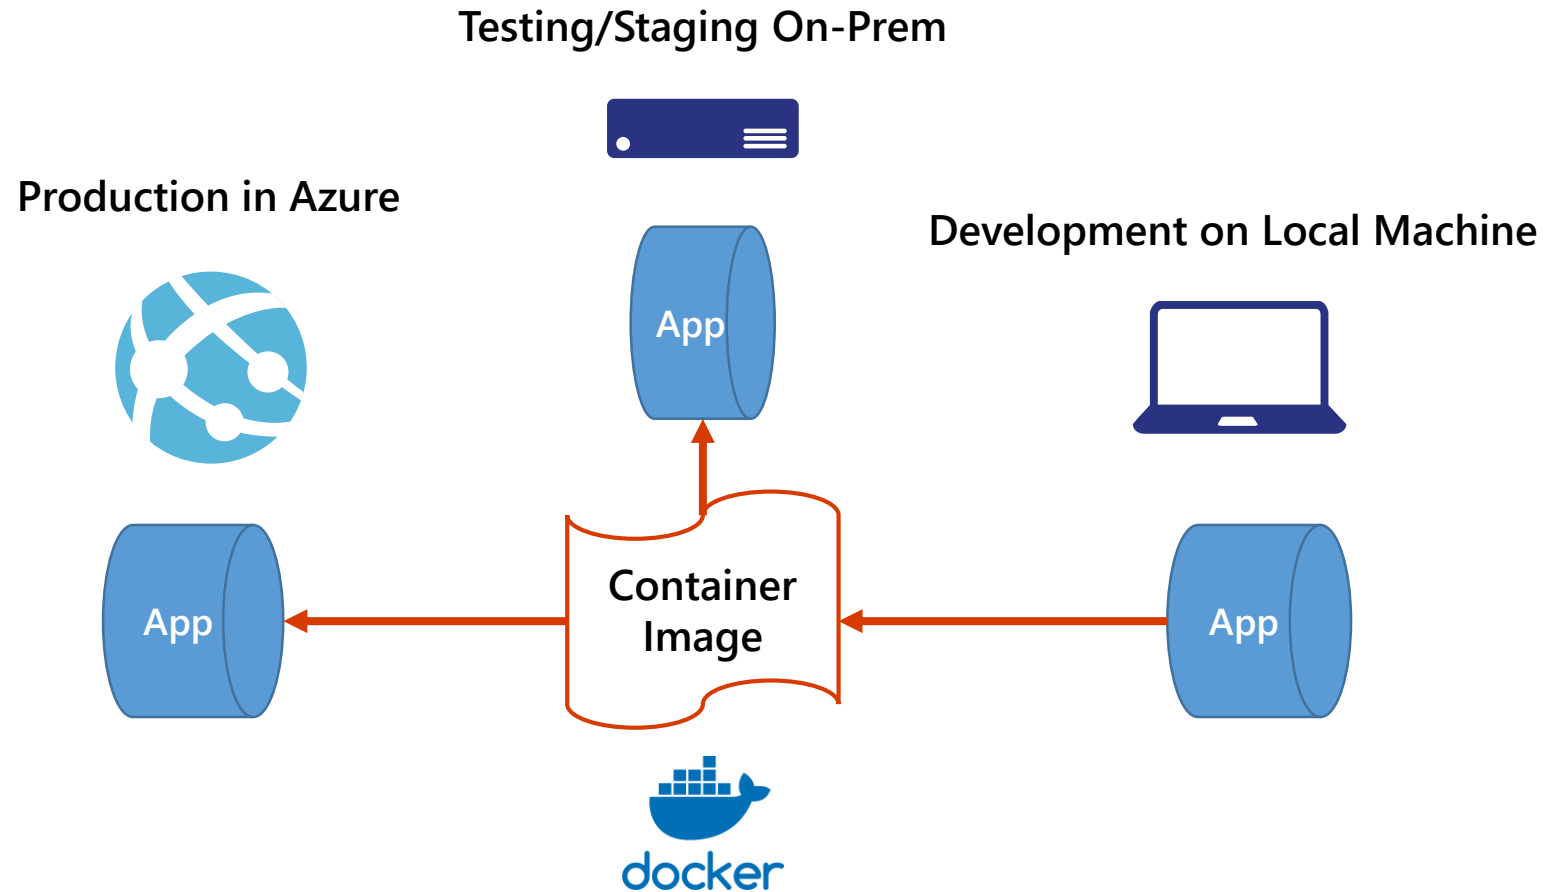 Testing/Staging On-Prem
Production in Azure
Development on Local Machine
App
App
Container
Image
App
docker